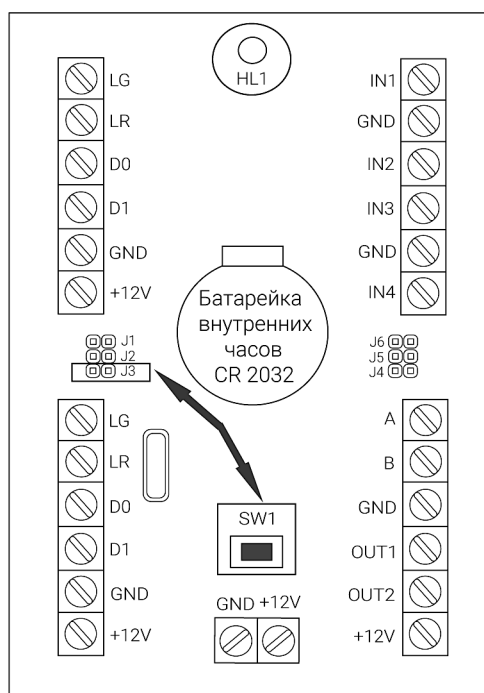 HL1
LG
LR
D0
D1
GND
+12V
IN1
GND
IN2
IN3
GND
IN4
Батарейка
внутренних
часов
CR 2032
J1
J2
J3
J6
J5
J4
LG
LR
D0
D1
GND
+12V
SW1
GND +12V
A
B
GND
OUT1
OUT2
+12V